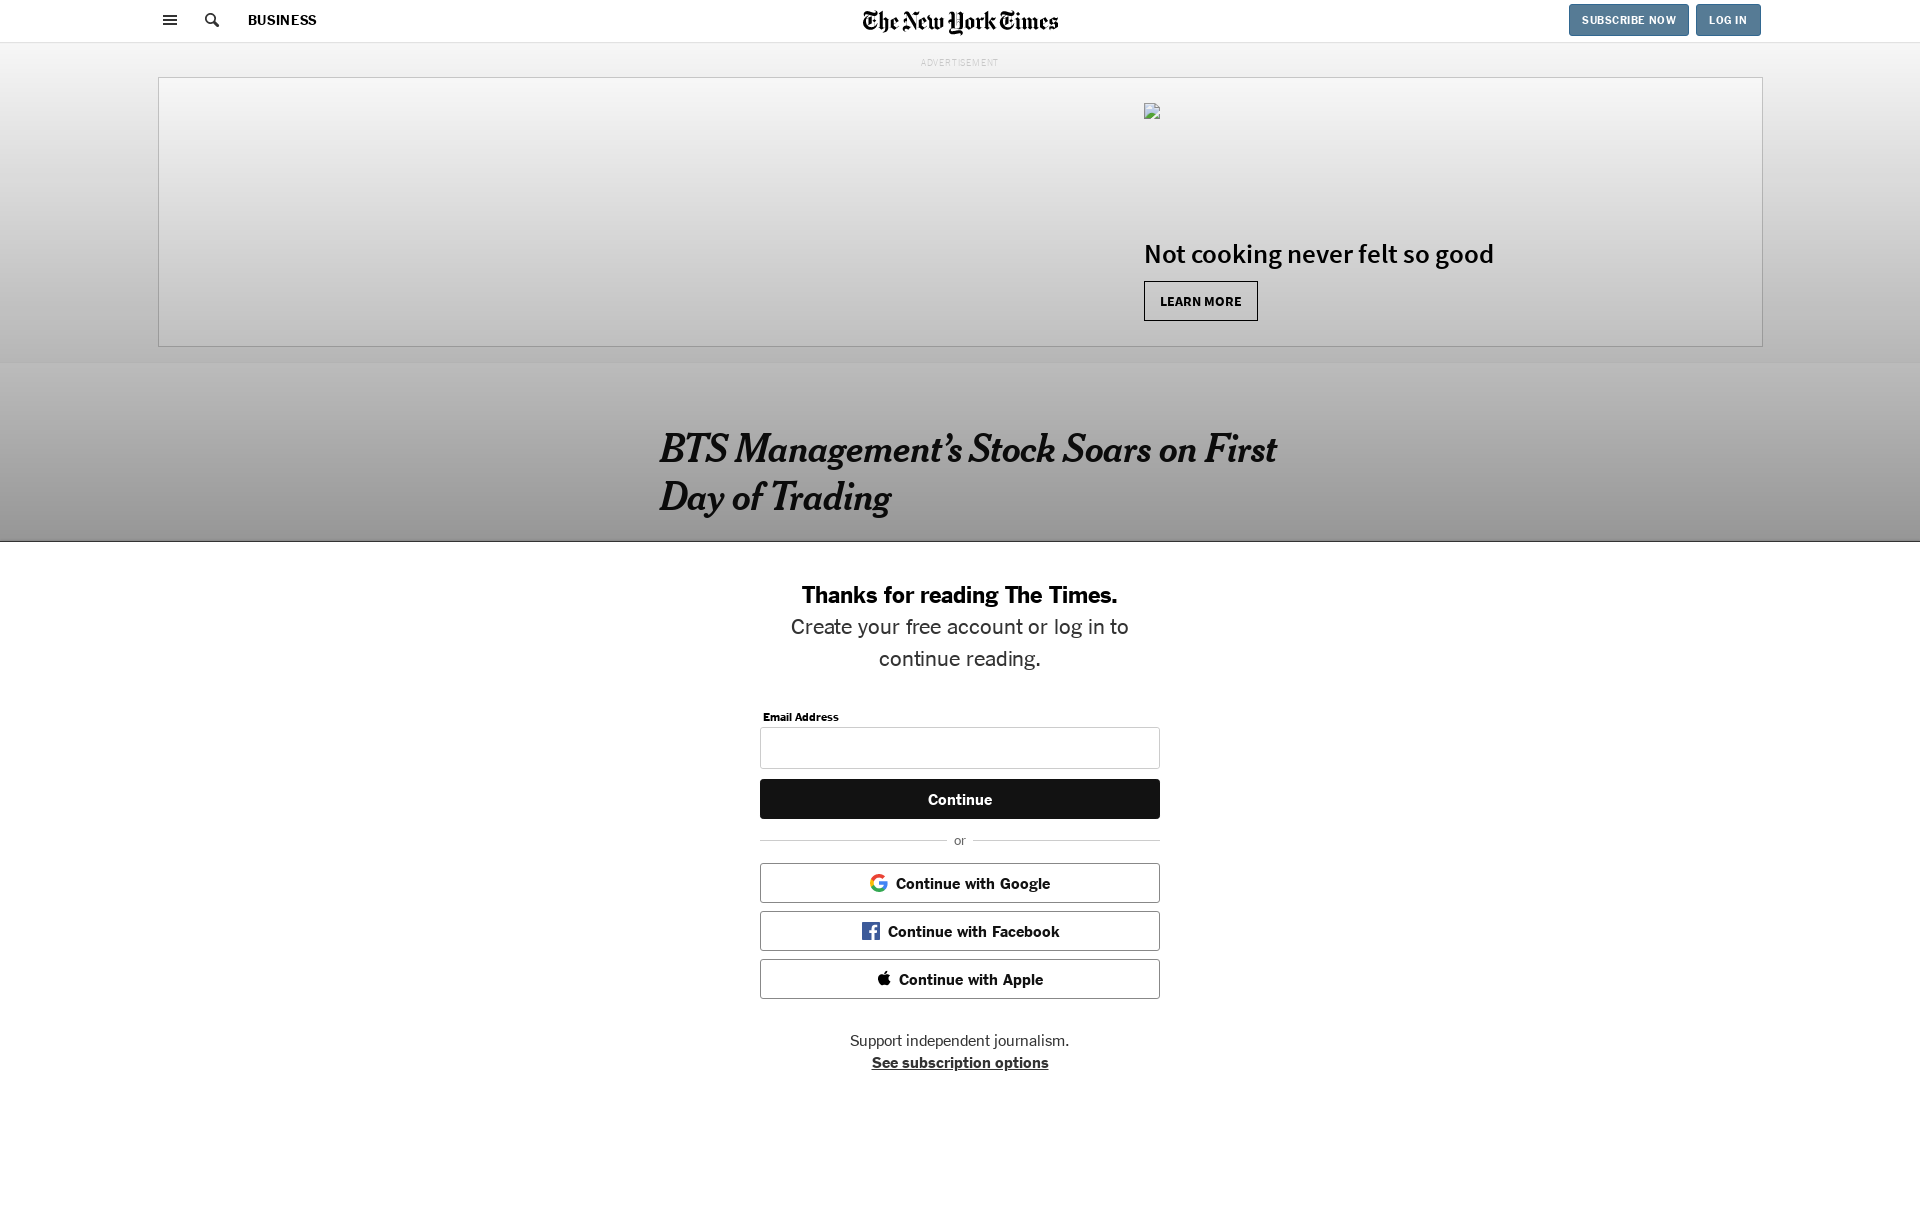 BUSINESS
The New York Times
SUBSCRIBE NOW
LOG IN
ADVERTISEMENT
Not cooking never felt so good
LEARN MORE
BTS Management’s Stock Soars on First
Day of Trading
Thanks for reading The Times.
Create your free account or log in to
continue reading.
Email Address
Continue
or
Continue with Google
Continue with Facebook
Continue with Apple
Support independent journalism.
See subscription options